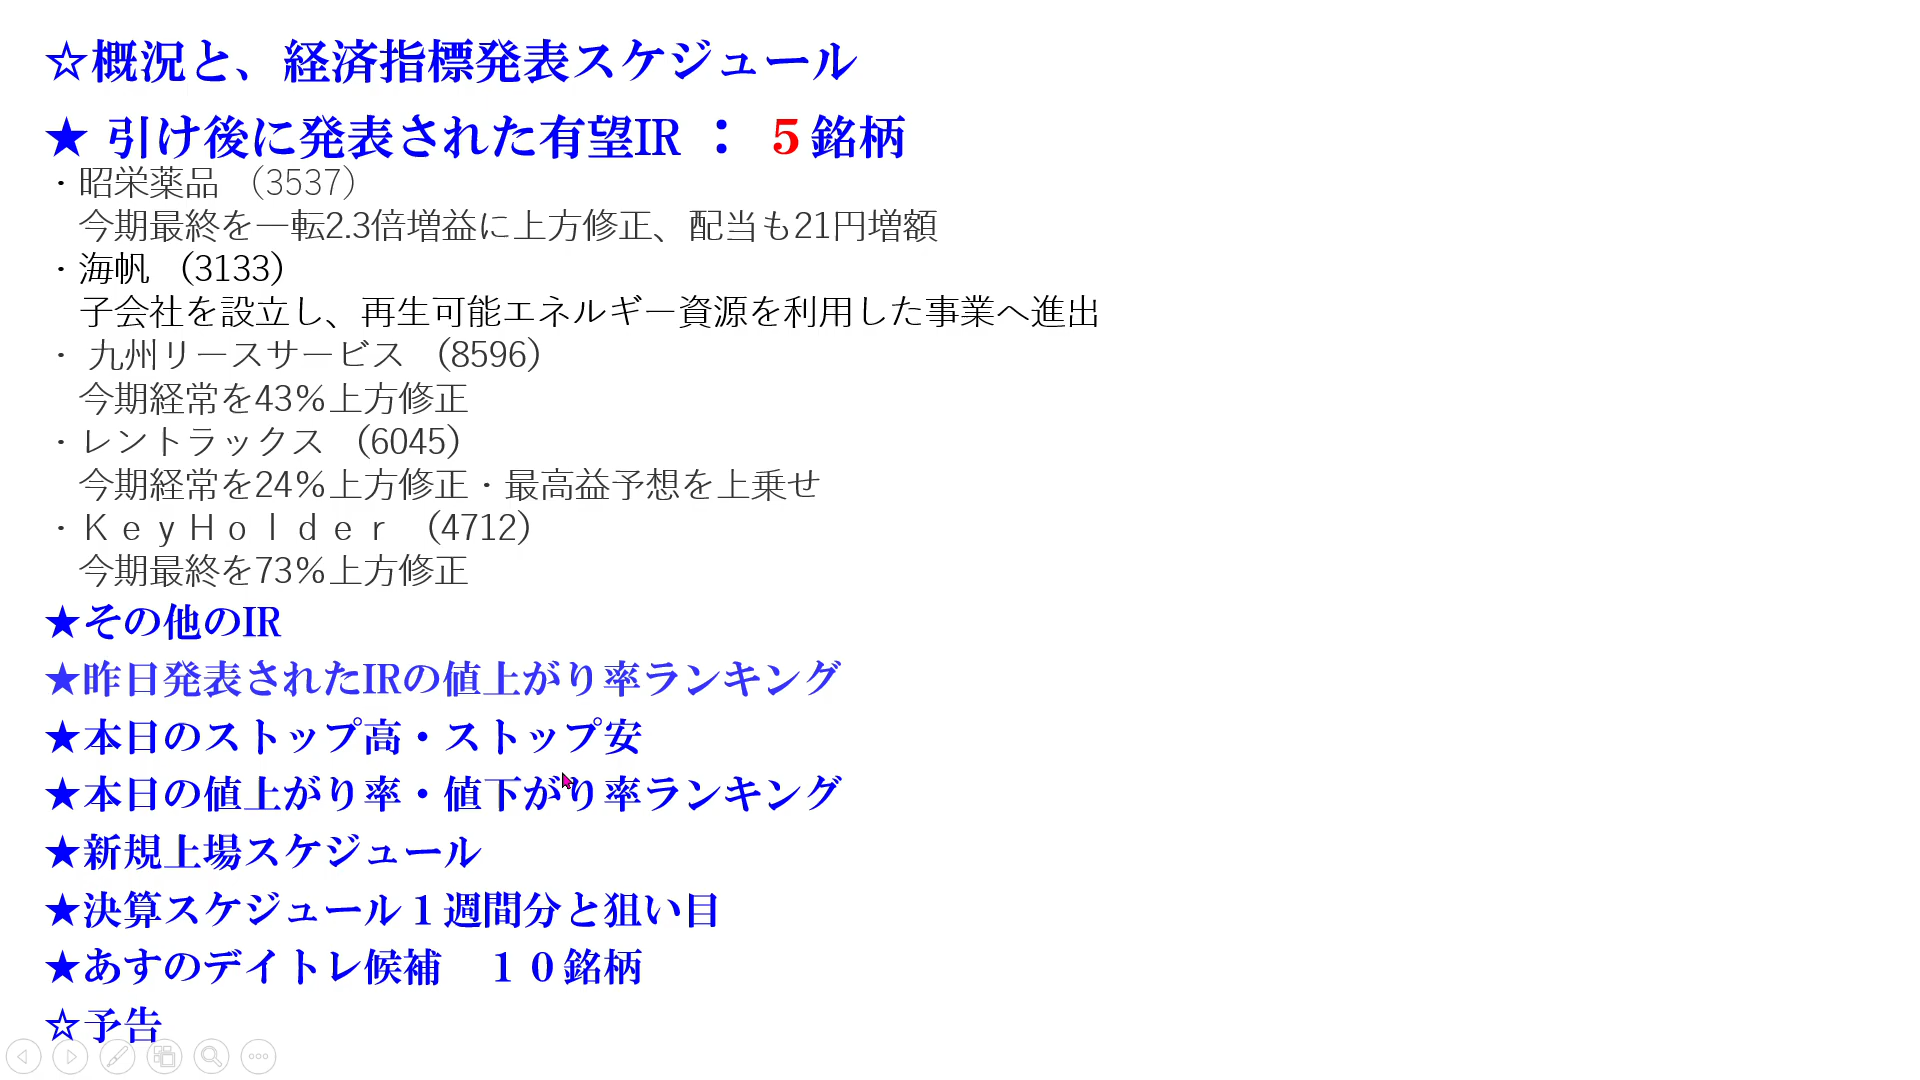 ☆概況と、経済指標発表スケジュール
★ 引け後に発表された有望IR ： ５銘柄
・昭栄薬品 （3537）
今期最終を一転2.3倍増益に上方修正、配当も21円増額
・海帆 （3133）
子会社を設立し、再生可能エネルギー資源を利用した事業へ進出
・ 九州リースサービス （8596）
今期経常を43％上方修正
・レントラックス （6045）
今期経常を24％上方修正・最高益予想を上乗せ
・ＫｅｙＨｏｌｄｅｒ （4712）
今期最終を73％上方修正
★その他のIR
★昨日発表されたIRの値上がり率ランキング
★本日のストップ高・ストップ安
★本日の値上がり率・値下がり率ランキング
★新規上場スケジュール
★決算スケジュール１週間分と狙い目
★あすのデイトレ候補　１０銘柄
☆予告